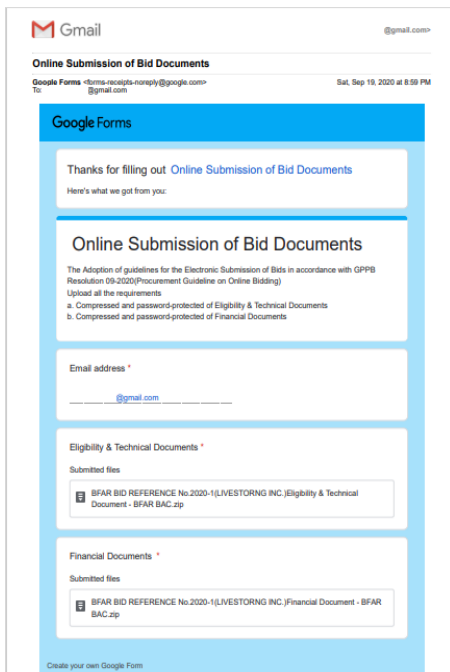 Gmail
@gmail.com>
Online Submission of Bid Documents
Google Forms <forms-receipts-noreply@google.com>
Sat, Sep 19, 2020 at 8:59 PM
To: @gmail.com
Google Forms
Thanks for filling out Online Submission of Bid Documents
Here's what we got from you:
Online Submission of Bid Documents
The Adoption of guidelines for the Electronic Submission of Bids in accordance with GPPB
Resolution 09-2020(Procurement Guideline on Online Bidding)
Upload all the requirements
a. Compressed and password-protected of Eligibility & Technical Documents
b. Compressed and password-protected of Financial Documents
Email address *
@gmail.com
Eligibility & Technical Documents *
Submitted files
BFAR BID REFERENCE No.2020-1(LIVESTORNG INC.)Eligibility & Technical
Document - BFAR BAC.zip
Financial Documents *
Submitted files
BFAR BID REFERENCE No.2020-1(LIVESTORNG INC.)Financial Document - BFAR
BAC.zip
Create your own Google Form